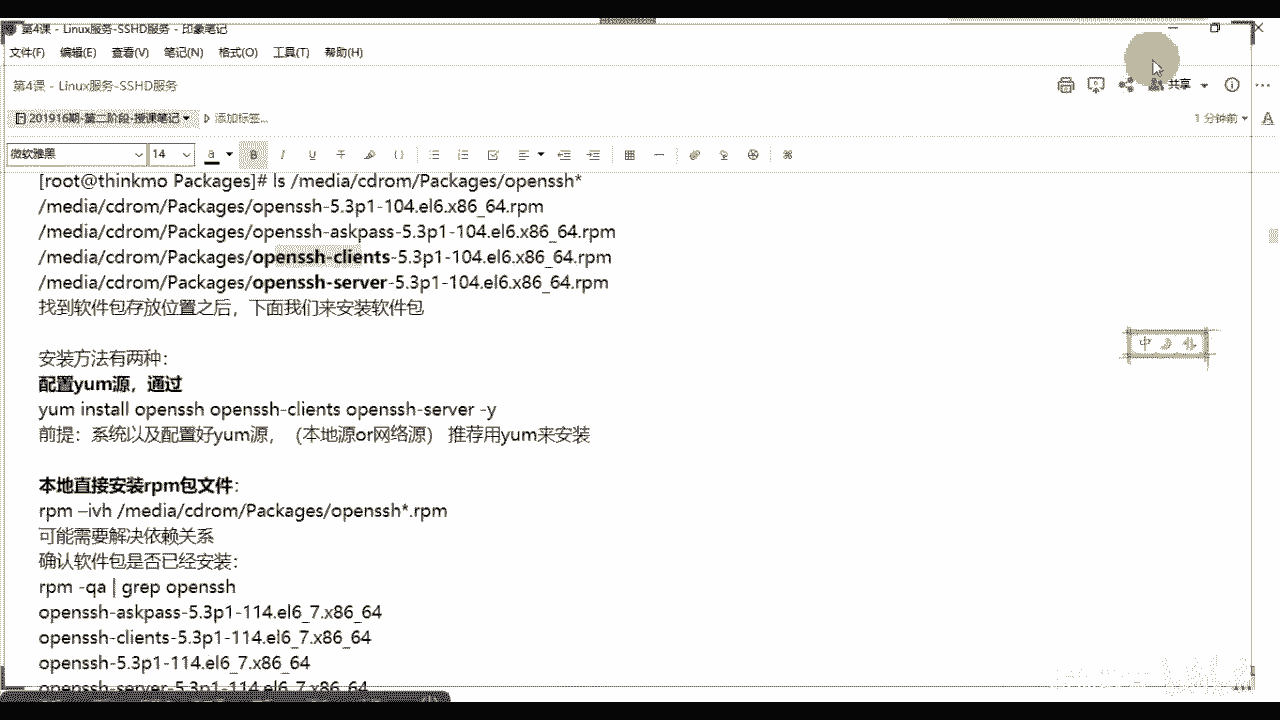 第4课 - Linux服务-SSHD服务 - 印象笔记
文件(F) 编辑(E) 查看(V) 笔记(N) 格式(O) 工具(T) 帮助(H)
第4课 - Linux服务-SSHD服务
共享
201916期-第二阶段-授课笔记 添加标签...
1 分钟前
微软雅黑 14
[root@thinkmo Packages]# ls /media/cdrom/Packages/openssh*
/media/cdrom/Packages/openssh-5.3p1-104.el6.x86_64.rpm
/media/cdrom/Packages/openssh-askpass-5.3p1-104.el6.x86_64.rpm
/media/cdrom/Packages/openssh-clients-5.3p1-104.el6.x86_64.rpm
/media/cdrom/Packages/openssh-server-5.3p1-104.el6.x86_64.rpm
找到软件包存放位置之后，下面我们来安装软件包
安装方法有两种：
配置yum源，通过
yum install openssh openssh-clients openssh-server -y
前提：系统以及配置好yum源，（本地源or网络源） 推荐用yum来安装
本地直接安装rpm包文件：
rpm –ivh /media/cdrom/Packages/openssh*.rpm
可能需要解决依赖关系
确认软件包是否已经安装：
rpm -qa | grep openssh
openssh-askpass-5.3p1-114.el6_7.x86_64
openssh-clients-5.3p1-114.el6_7.x86_64
openssh-5.3p1-114.el6_7.x86_64
openssh-server-5.3p1-114.el6_7.x86_64
中